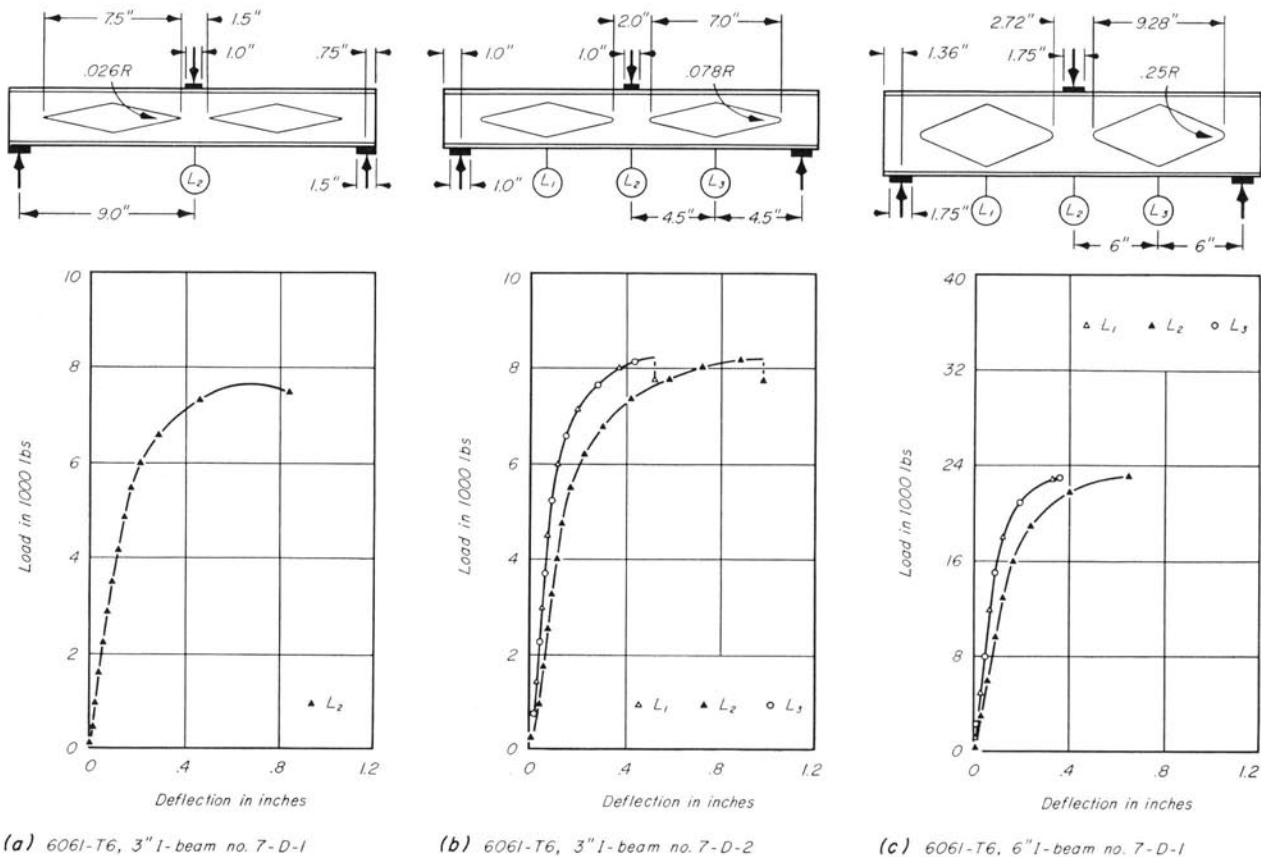 7.5"
1.5"
1.0"
.75"
.026R
L2
1.5"
9.0"
10
8
6
4
2
0
Load in 1000 lbs
L2
0
.4
.8
1.2
Deflection in inches
(a) 6061-T6, 3" I-beam no. 7-D-1
2.0"
7.0"
1.0"
1.0"
.078R
L1
L2
L3
1.0"
4.5"
4.5"
10
8
6
4
2
0
Load in 1000 lbs
L1
L2
L3
0
0.4
.8
1.2
Deflection in inches
(b) 6061-T6, 3" I-beam no. 7-D-2
2.72"
9.28"
1.36"
1.75"
.25R
L1
L2
L3
1.75"
6"
6"
40
32
24
16
8
0
Load in 1000 lbs
L1
L2
L3
0
0.4
.8
1.2
Deflection in inches
(c) 6061-T6, 6" I-beam no. 7-D-1